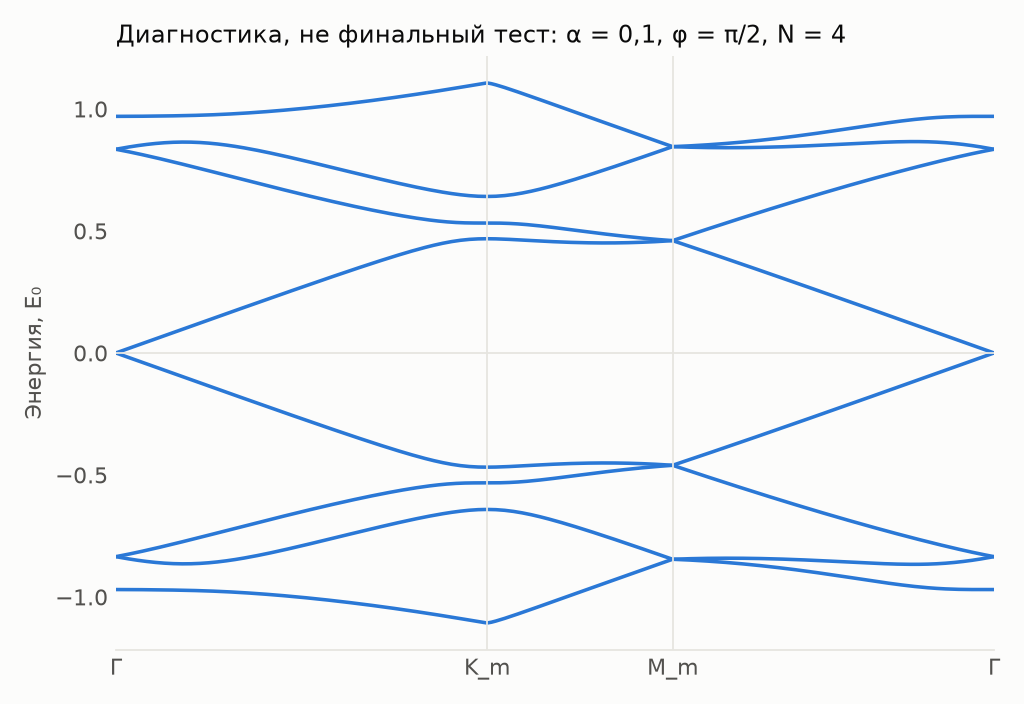 Диагностика, не финальный тест: α = 0,1, φ = π/2, N = 4
Энергия, E₀
1.0
0.5
0.0
−0.5
−1.0
Γ
K_m
M_m
Γ